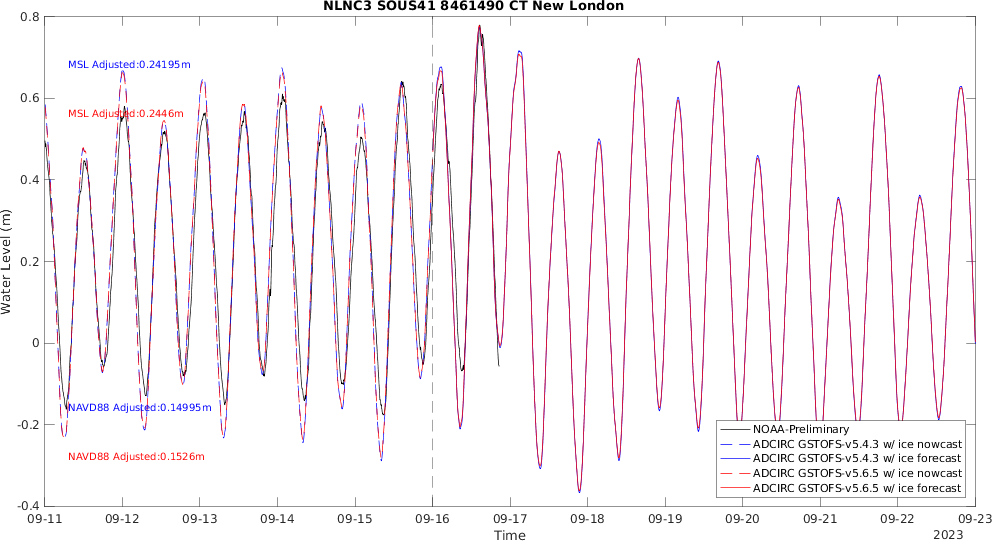 NLNC3 SOUS41 8461490 CT New London
Water Level (m)
0.8
0.6
0.4
0.2
0
-0.2
-0.4
MSL Adjusted:0.24195m
MSL Adjusted:0.2446m
NAVD88 Adjusted:0.14995m
NAVD88 Adjusted:0.1526m
NOAA-Preliminary
ADCIRC GSTOFS-v5.4.3 w/ ice nowcast
ADCIRC GSTOFS-v5.4.3 w/ ice forecast
ADCIRC GSTOFS-v5.6.5 w/ ice nowcast
ADCIRC GSTOFS-v5.6.5 w/ ice forecast
09-11 09-12 09-13 09-14 09-15 09-16 09-17 09-18 09-19 09-20 09-21 09-22 09-23
Time
2023